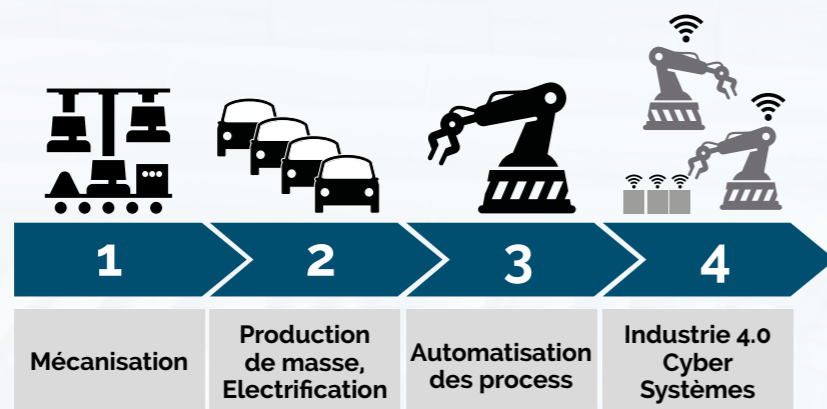 1
2
3
4
Mécanisation
Production
de masse,
Electrification
Automatisation
des process
Industrie 4.0
Cyber
Systèmes